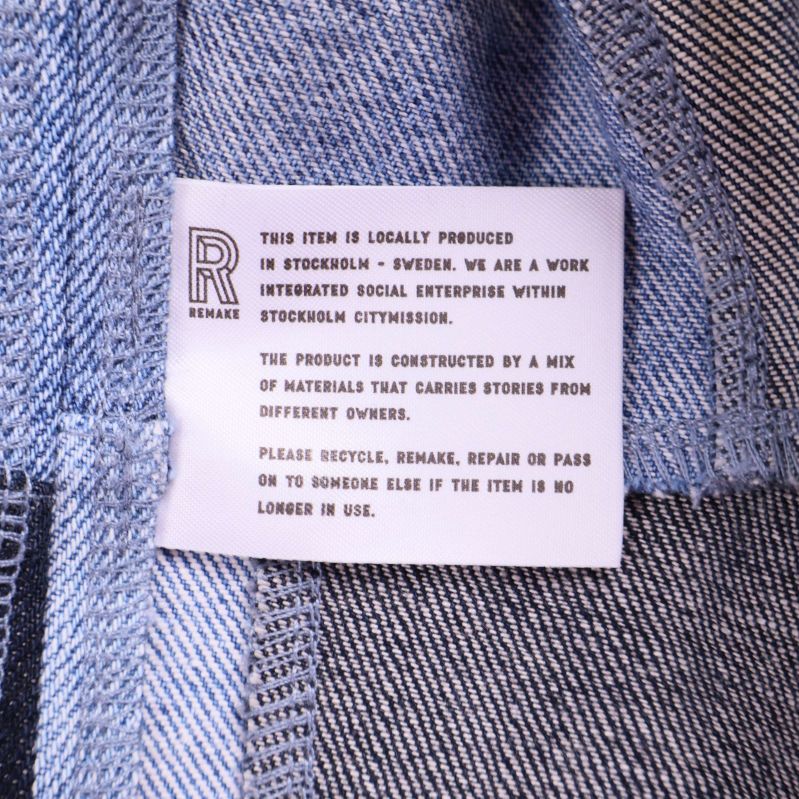 R
REMAKE
THIS ITEM IS LOCALLY PRODUCED
IN STOCKHOLM - SWEDEN. WE ARE A WORK
INTEGRATED SOCIAL ENTERPRISE WITHIN
STOCKHOLM CITYMISSION.
THE PRODUCT IS CONSTRUCTED BY A MIX
OF MATERIALS THAT CARRIES STORIES FROM
DIFFERENT OWNERS.
PLEASE RECYCLE, REMAKE, REPAIR OR PASS
ON TO SOMEONE ELSE IF THE ITEM IS NO
LONGER IN USE.